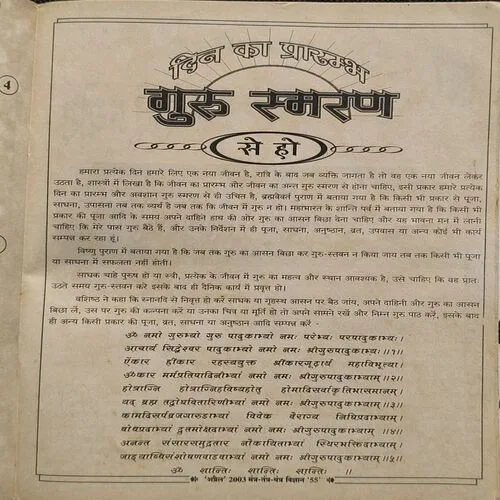 4
दिन का प्रारम्भ
गुरु स्मरण
से हो
हमारा प्रत्येक दिन हमारे लिए एक नया जीवन है, रात्रि के बाद जब व्यक्ति जागता है तो वह एक नया जीवन लेकर
उठता है, शास्त्रों में लिखा है कि जीवन का प्रारम्भ और जीवन का अन्त गुरु स्मरण से होना चाहिए, इसी प्रकार हमारे प्रत्येक
दिन का प्रारम्भ और अवसान गुरु स्मरण से ही उचित है, ब्रह्मवैवर्त पुराण में बताया गया है कि किसी भी प्रकार से पूजा,
साधना, उपासना तब तक व्यर्थ है जब तक कि जीवन में गुरु न हो। महाभारत के शान्ति पर्व में बताया गया है कि किसी भी
प्रकार की पूजा आदि के समय अपने दाहिने हाथ की ओर गुरु का आसन बिछा देना चाहिए और यह भावना मन में लानी
चाहिए कि मेरे पास गुरु बैठे हैं, और उनके निर्देशन में ही पूजा, साधना, अनुष्ठान, व्रत, उपवास या अन्य कोई भी कार्य
सम्पन्न कर रहा हूं।
विष्णु पुराण में बताया गया है कि जब तक गुरु का आसन बिछा कर गुरु-स्तवन न किया जाय तब तक किसी भी पूजा
या साधना में सफलता नहीं होती।
साधक चाहे पुरुष हो या स्त्री, प्रत्येक के जीवन में गुरु का महत्व और स्थान आवश्यक है, उसे चाहिए कि वह प्रातः
उठते समय गुरु-स्तवन करे इसके बाद ही दैनिक कार्य में प्रवृत्त हो।
वशिष्ठ ने कहा कि स्नानादि से निवृत्त हो कर साधक या गृहस्थ आसन पर बैठ जांय, अपने दाहिनी ओर गुरु का आसन
बिछा लें, उस पर गुरु की कल्पना करें या उनका चित्र या मूर्ति हो तो अपने सामने रखें और निम्न गुरु पाठ करें, इसके बाद
ही अन्य किसी प्रकार की पूजा, व्रत, साधना या अनुष्ठान आदि सम्पन्न करें -
ॐ नमो गुरुभ्यो गुरु पादुकाभ्यो नमः परेभ्यः परपादुकाभ्यः।
आचार्य सिद्धेश्वर पादुकाभ्यो नमो नमः श्रीगुरुपादुकाभ्यः॥१॥
ऐंकार ह्रींकार रहस्ययुक्त श्रींकारगूढार्थ महाविभूत्या।
ॐकार मर्मप्रतिपादिनीभ्यां नमो नमः श्रीगुरुपादुकाभ्याम्॥२॥
होत्राग्नि होत्राग्निहविष्यहोतृ होमादिसर्वाकृतिभासमानम्।
यद् ब्रह्म तद्बोधवितारिणीभ्यां नमो नमः श्रीगुरुपादुकाभ्याम्॥३॥
कामादिसर्पव्रजगारुडाभ्यां विवेक वैराग्य निधिप्रदाभ्याम्।
बोधप्रदाभ्यां द्रुतमोक्षदाभ्यां नमो नमः श्रीगुरुपादुकाभ्याम्॥४॥
अनन्त संसारसमुद्रतार नौकायिताभ्यां स्थिरभक्तिदाभ्याम्।
जाड्याब्धिसंशोषणवाडवाभ्यां नमो नमः श्रीगुरुपादुकाभ्याम्॥५॥
ॐ शान्तिः शान्तिः शान्तिः ॥
'अप्रैल' 2003 मंत्र-तंत्र-यंत्र विज्ञान '55'